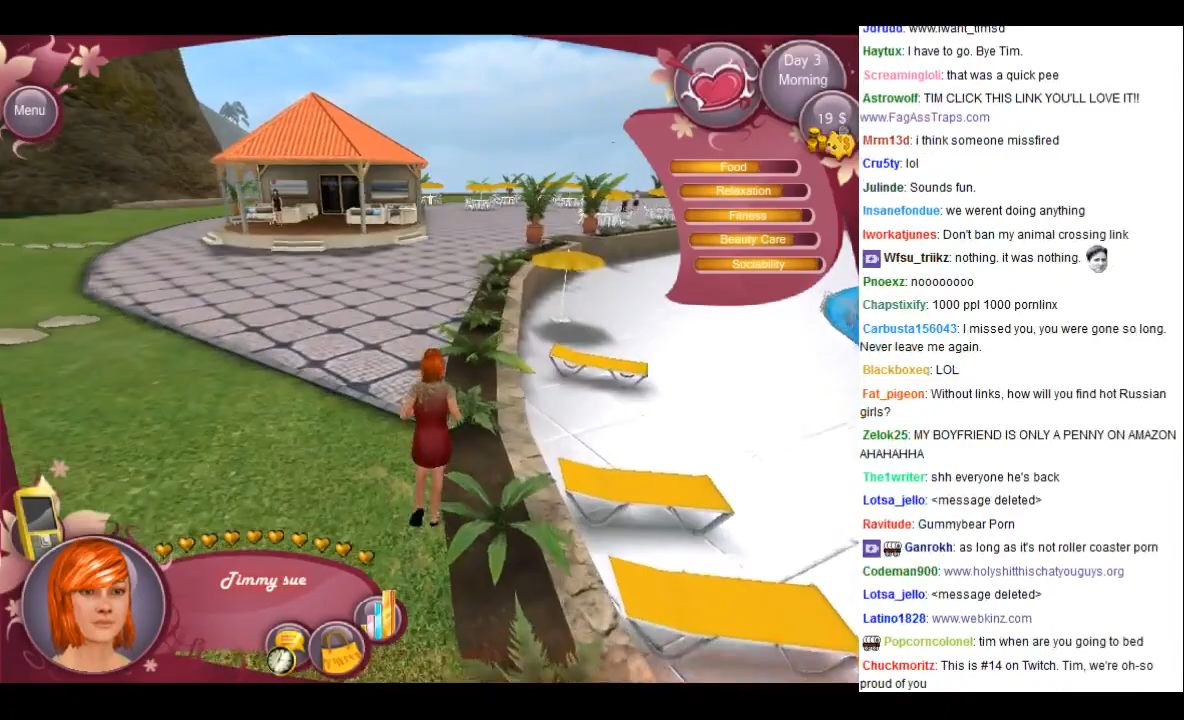 Menu
Day 3
Morning
19 $
Food
Relaxation
Fitness
Beauty Care
Sociability
Timmy sue
Jdrudd: www.iwant_timsd
Haytux: I have to go. Bye Tim.
Screamingloli: that was a quick pee
Astrowolf: TIM CLICK THIS LINK YOU'LL LOVE IT!!
www.FagAssTraps.com
Mrm13d: i think someone missfired
Cru5ty: lol
Julinde: Sounds fun.
Insanefondue: we werent doing anything
Iworkatjunes: Don't ban my animal crossing link
Wfsu_triikz: nothing. it was nothing.
Pnoexz: noooooooo
Chapstixify: 1000 ppl 1000 pornlinx
Carbusta156043: I missed you, you were gone so long.
Never leave me again.
Blackboxeq: LOL
Fat_pigeon: Without links, how will you find hot Russian
girls?
Zelok25: MY BOYFRIEND IS ONLY A PENNY ON AMAZON
AHAHAHHA
The1writer: shh everyone he's back
Lotsa_jello: <message deleted>
Ravitude: Gummybear Porn
Ganrokh: as long as it's not roller coaster porn
Codeman900: www.holyshitthischatyouguys.org
Lotsa_jello: <message deleted>
Latino1828: www.webkinz.com
Popcorncolonel: tim when are you going to bed
Chuckmoritz: This is #14 on Twitch. Tim, we're oh-so
proud of you